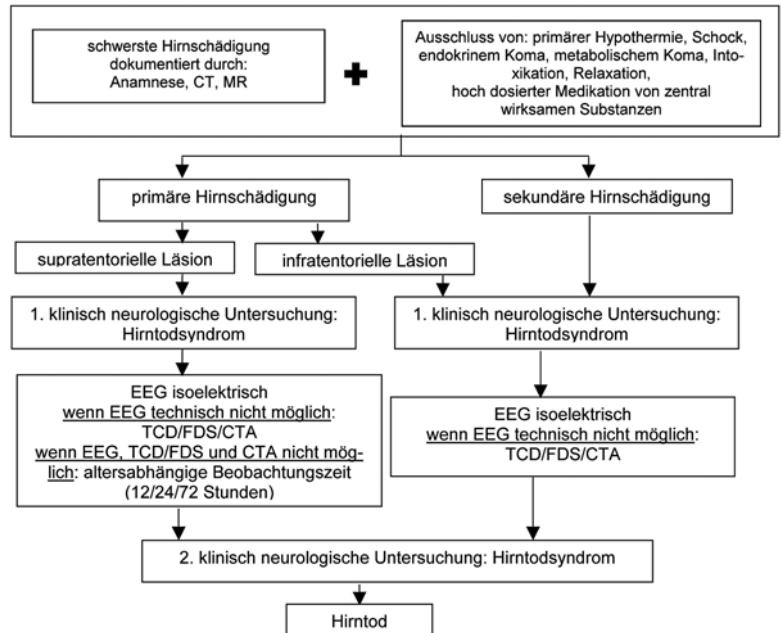 schwerste Hirnschädigung
dokumentiert durch:
Anamnese, CT, MR
Ausschluss von: primärer Hypothermie, Schock,
endokrinem Koma, metabolischem Koma, Into-
xikation, Relaxation,
hoch dosierter Medikation von zentral
wirksamen Substanzen
primäre Hirnschädigung
sekundäre Hirnschädigung
supratentorielle Läsion
infratentorielle Läsion
1. klinisch neurologische Untersuchung:
Hirntodsyndrom
1. klinisch neurologische Untersuchung:
Hirntodsyndrom
EEG isoelektrisch
wenn EEG technisch nicht möglich:
TCD/FDS/CTA
wenn EEG, TCD/FDS und CTA nicht mög-
lich: altersabhängige Beobachtungszeit
(12/24/72 Stunden)
EEG isoelektrisch
wenn EEG technisch nicht möglich:
TCD/FDS/CTA
2. klinisch neurologische Untersuchung: Hirntodsyndrom
Hirntod